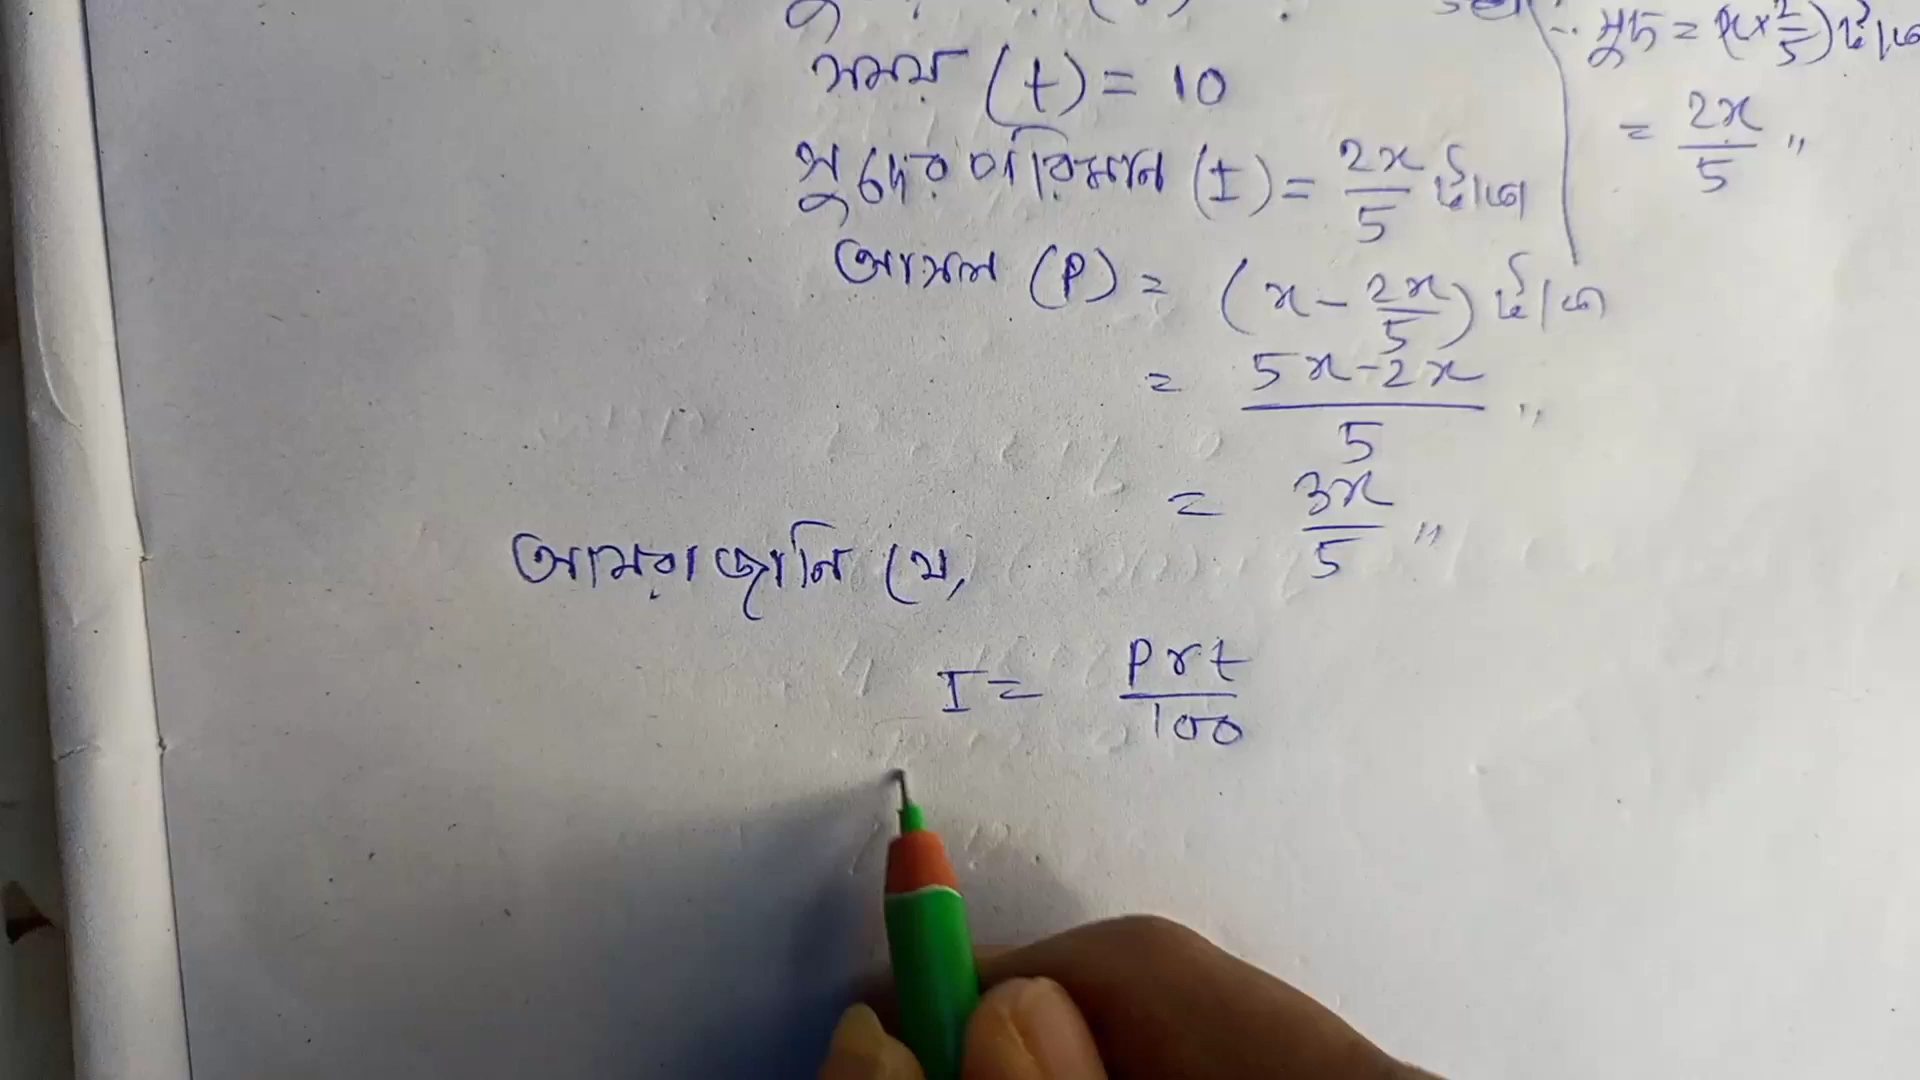 ∴ সুদ = (x × 2/5) টাকা
= 2x/5 "
সময় (t) = 10
সুদের পরিমান (I) = 2x/5 টাকা
আসল (P) = (x - 2x/5) টাকা
= 5x-2x/5 "
= 3x/5 "
আমরা জানি যে,
I = prt/100